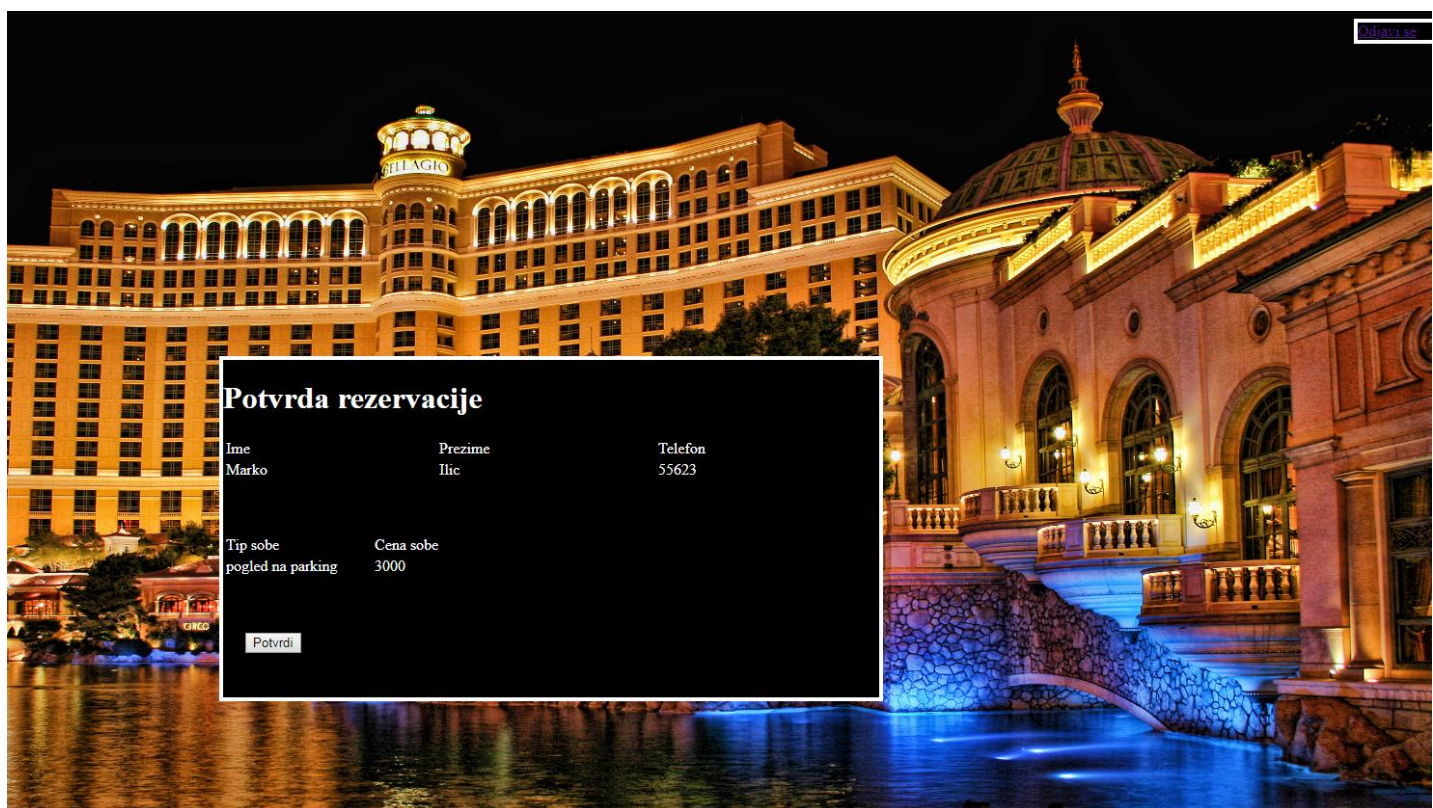 Odjavi se
BELLAGIO
Potvrda rezervacije
Ime Prezime Telefon
Marko Ilic 55623
Tip sobe Cena sobe
pogled na parking 3000
CIRCO
Potvrdi